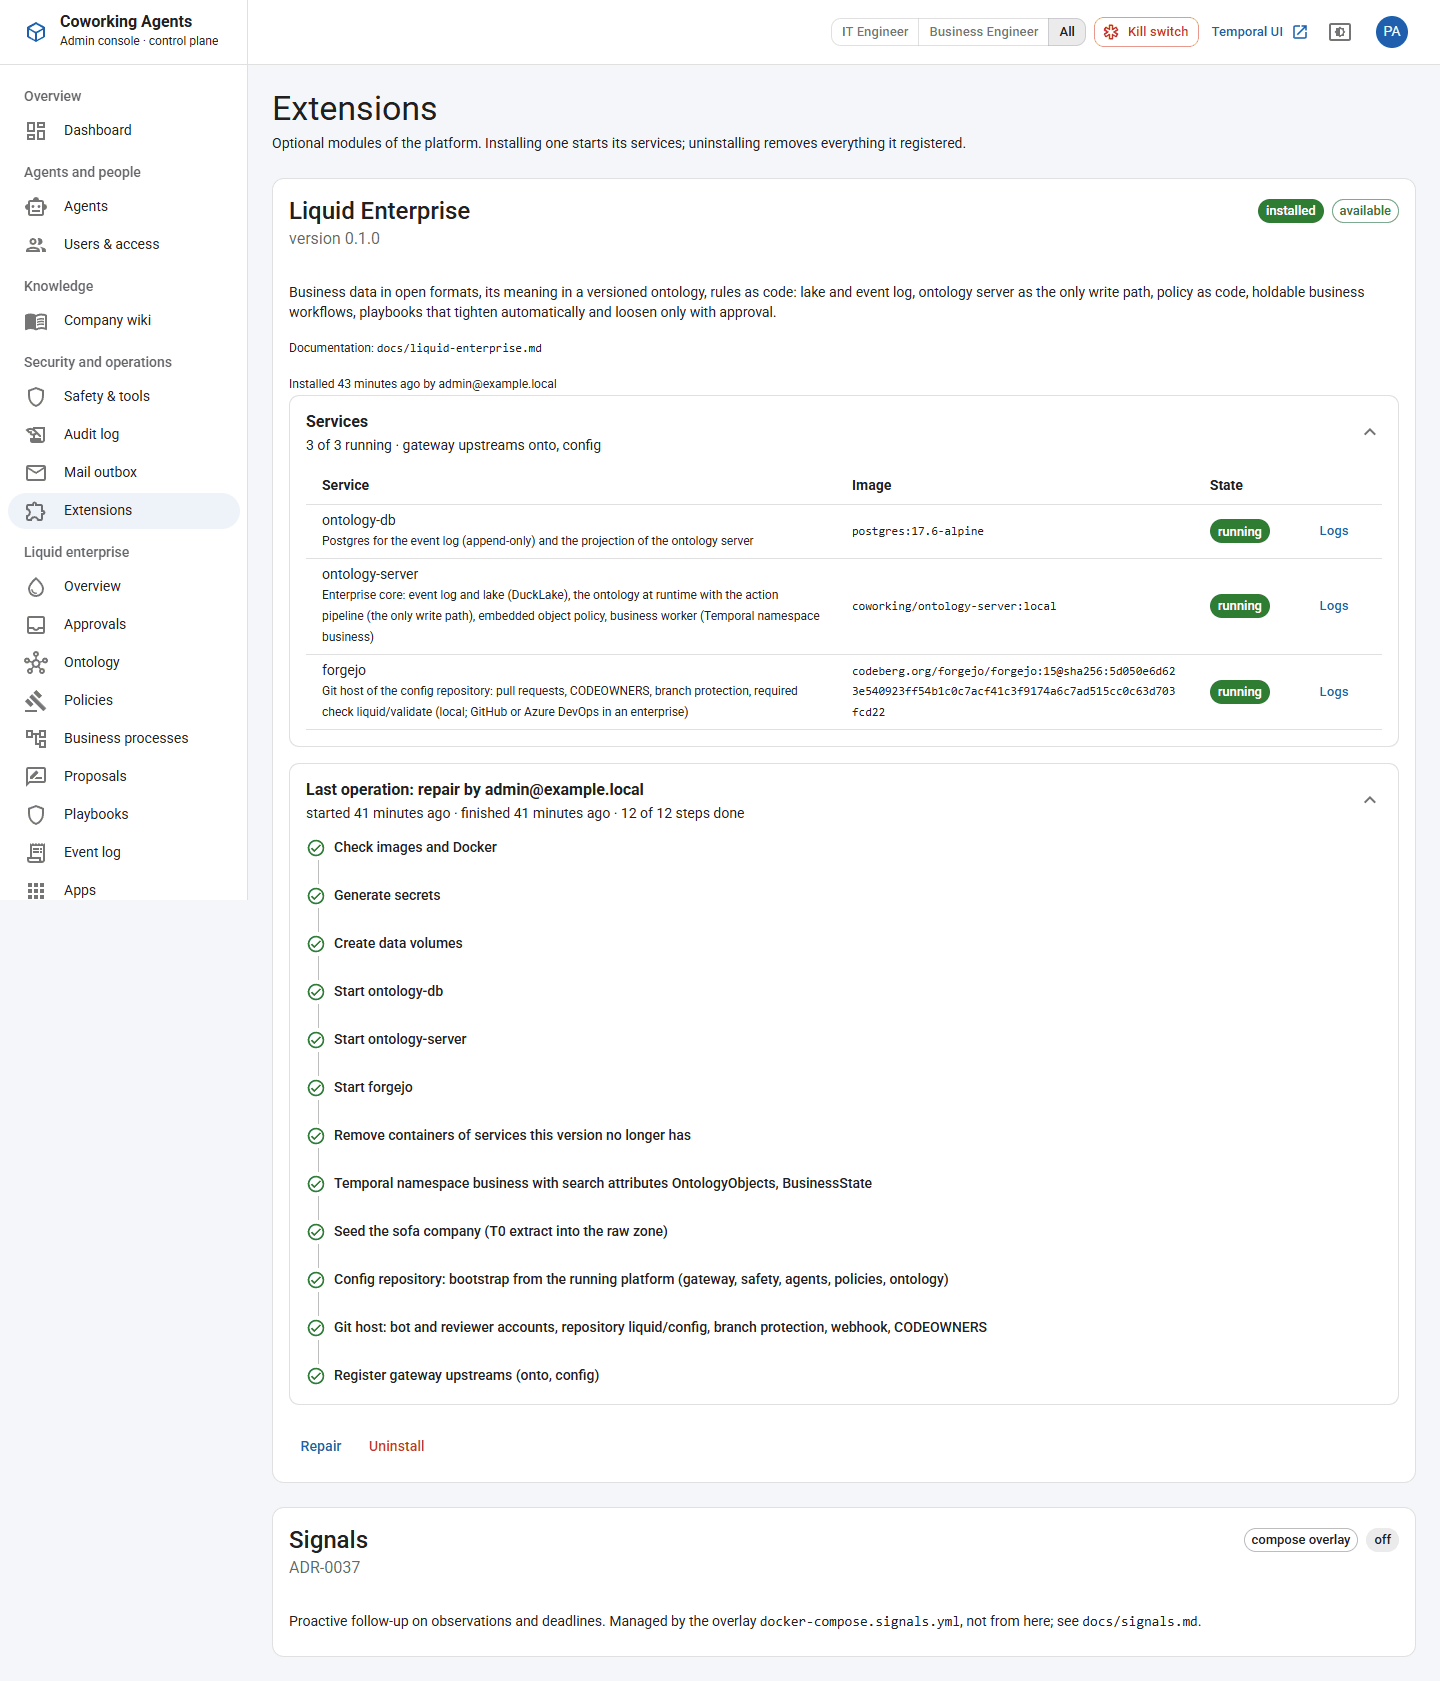 Coworking Agents
Admin console · control plane
IT Engineer
Business Engineer
All
Kill switch
Temporal UI
PA
Overview
Dashboard
Agents and people
Agents
Users & access
Knowledge
Company wiki
Security and operations
Safety & tools
Audit log
Mail outbox
Extensions
Liquid enterprise
Overview
Approvals
Ontology
Policies
Business processes
Proposals
Playbooks
Event log
Apps
Extensions
Optional modules of the platform. Installing one starts its services; uninstalling removes everything it registered.
Liquid Enterprise
installed
available
version 0.1.0
Business data in open formats, its meaning in a versioned ontology, rules as code: lake and event log, ontology server as the only write path, policy as code, holdable business
workflows, playbooks that tighten automatically and loosen only with approval.
Documentation: docs/liquid-enterprise.md
Installed 43 minutes ago by admin@example.local
Services
3 of 3 running · gateway upstreams onto, config
Service
Image
State
ontology-db
Postgres for the event log (append-only) and the projection of the ontology server
postgres:17.6-alpine
running
Logs
ontology-server
Enterprise core: event log and lake (DuckLake), the ontology at runtime with the action
pipeline (the only write path), embedded object policy, business worker (Temporal namespace
business)
coworking/ontology-server:local
running
Logs
forgejo
Git host of the config repository: pull requests, CODEOWNERS, branch protection, required
check liquid/validate (local; GitHub or Azure DevOps in an enterprise)
codeberg.org/forgejo/forgejo:15@sha256:5d050e6d62
3e540923ff54b1c0c7acf41c3f9174a6c7ad515cc0c63d703
fcd22
running
Logs
Last operation: repair by admin@example.local
started 41 minutes ago · finished 41 minutes ago · 12 of 12 steps done
Check images and Docker
Generate secrets
Create data volumes
Start ontology-db
Start ontology-server
Start forgejo
Remove containers of services this version no longer has
Temporal namespace business with search attributes OntologyObjects, BusinessState
Seed the sofa company (T0 extract into the raw zone)
Config repository: bootstrap from the running platform (gateway, safety, agents, policies, ontology)
Git host: bot and reviewer accounts, repository liquid/config, branch protection, webhook, CODEOWNERS
Register gateway upstreams (onto, config)
Repair
Uninstall
Signals
compose overlay
off
ADR-0037
Proactive follow-up on observations and deadlines. Managed by the overlay docker-compose.signals.yml, not from here; see docs/signals.md.